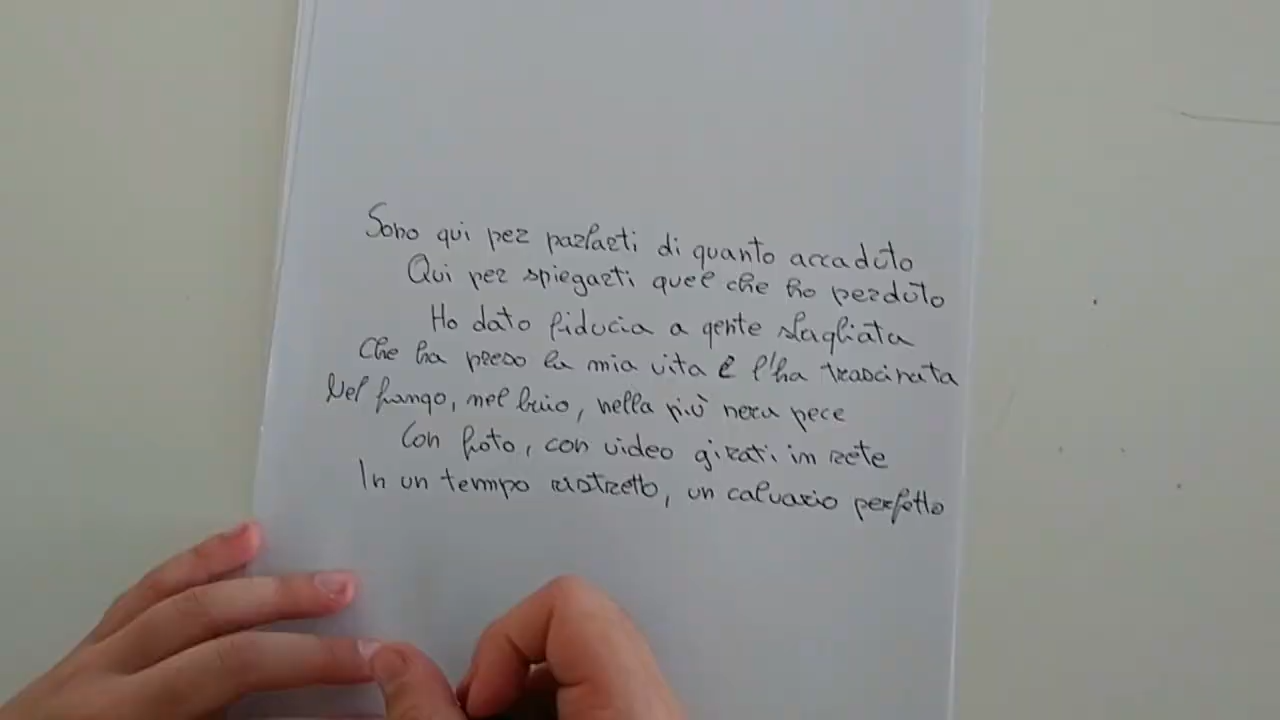 Sono qui per parlarti di quanto accaduto
Qui per spiegarti quel che ho perduto
Ho dato fiducia a gente sbagliata
Che ha preso la mia vita e l'ha trascinata
Nel fango, nel buio, nella più nera pece
Con foto, con video girati in rete
In un tempo ristretto, un calvario perfetto